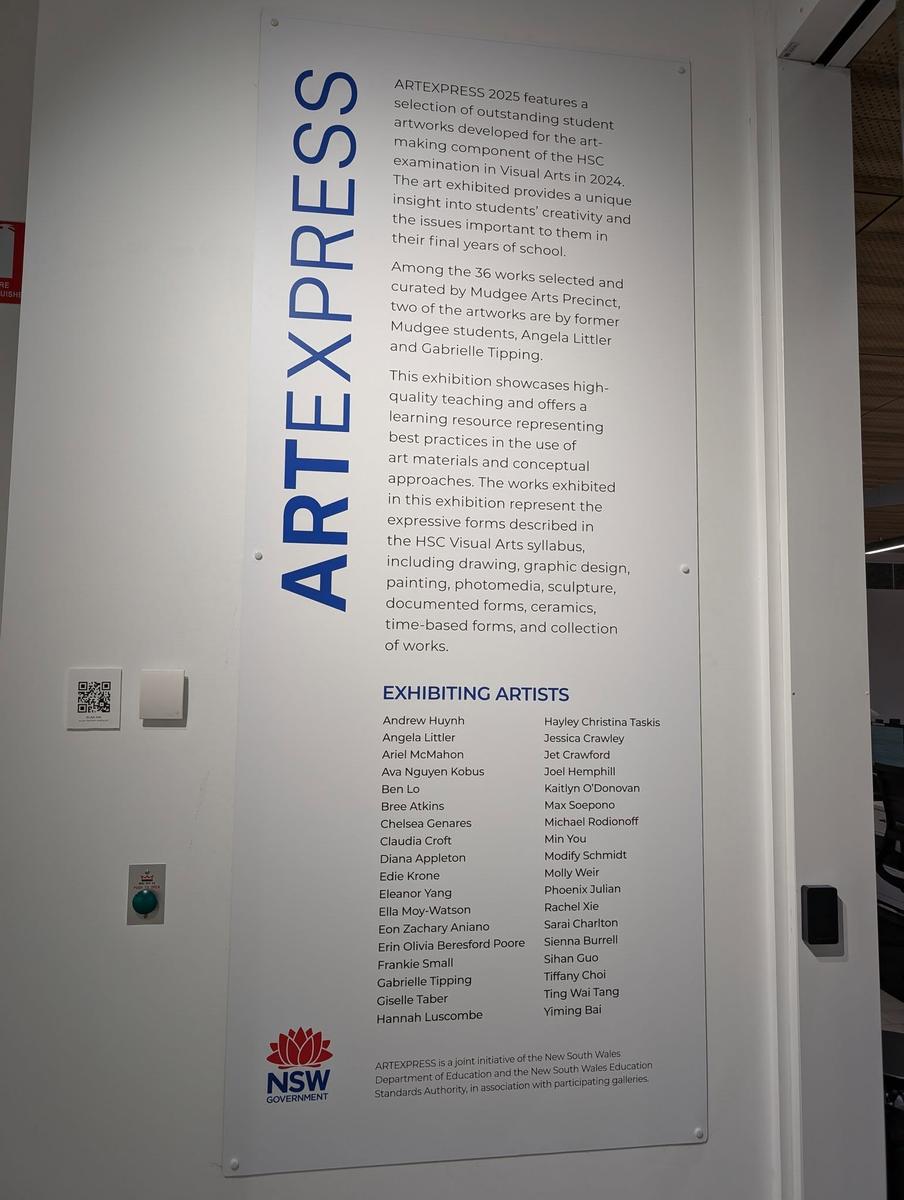 ARTEXPRESS
ARTEXPRESS 2025 features a
selection of outstanding student
artworks developed for the art-
making component of the HSC
examination in Visual Arts in 2024.
The art exhibited provides a unique
insight into students' creativity and
the issues important to them in
their final years of school.
Among the 36 works selected and
curated by Mudgee Arts Precinct,
two of the artworks are by former
Mudgee students, Angela Littler
and Gabrielle Tipping.
This exhibition showcases high-
quality teaching and offers a
learning resource representing
best practices in the use of
art materials and conceptual
approaches. The works exhibited
in this exhibition represent the
expressive forms described in
the HSC Visual Arts syllabus,
including drawing, graphic design,
painting, photomedia, sculpture,
documented forms, ceramics,
time-based forms, and collection
of works.
EXHIBITING ARTISTS
Andrew Huynh
Angela Littler
Ariel McMahon
Ava Nguyen Kobus
Ben Lo
Bree Atkins
Chelsea Genares
Claudia Croft
Diana Appleton
Edie Krone
Eleanor Yang
Ella Moy-Watson
Eon Zachary Aniano
Erin Olivia Beresford Poore
Frankie Small
Gabrielle Tipping
Giselle Taber
Hannah Luscombe
Hayley Christina Taskis
Jessica Crawley
Jet Crawford
Joel Hemphill
Kaitlyn O'Donovan
Max Soepono
Michael Rodionoff
Min You
Modify Schmidt
Molly Weir
Phoenix Julian
Rachel Xie
Sarai Charlton
Sienna Burrell
Sihan Guo
Tiffany Choi
Ting Wai Tang
Yiming Bai
NSW
GOVERNMENT
ARTEXPRESS is a joint initiative of the New South Wales
Department of Education and the New South Wales Education
Standards Authority, in association with participating galleries.